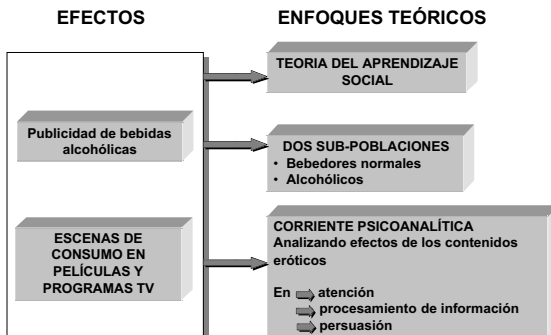 EFECTOS
ENFOQUES TEÓRICOS
TEORIA DEL APRENDIZAJE
SOCIAL
Publicidad de bebidas
alcohólicas
DOS SUB-POBLACIONES
• Bebedores normales
• Alcohólicos
ESCENAS DE
CONSUMO EN
PELÍCULAS Y
PROGRAMAS TV
CORRIENTE PSICOANALÍTICA
Analizando efectos de los contenidos
eróticos
En atención
procesamiento de información
persuasión